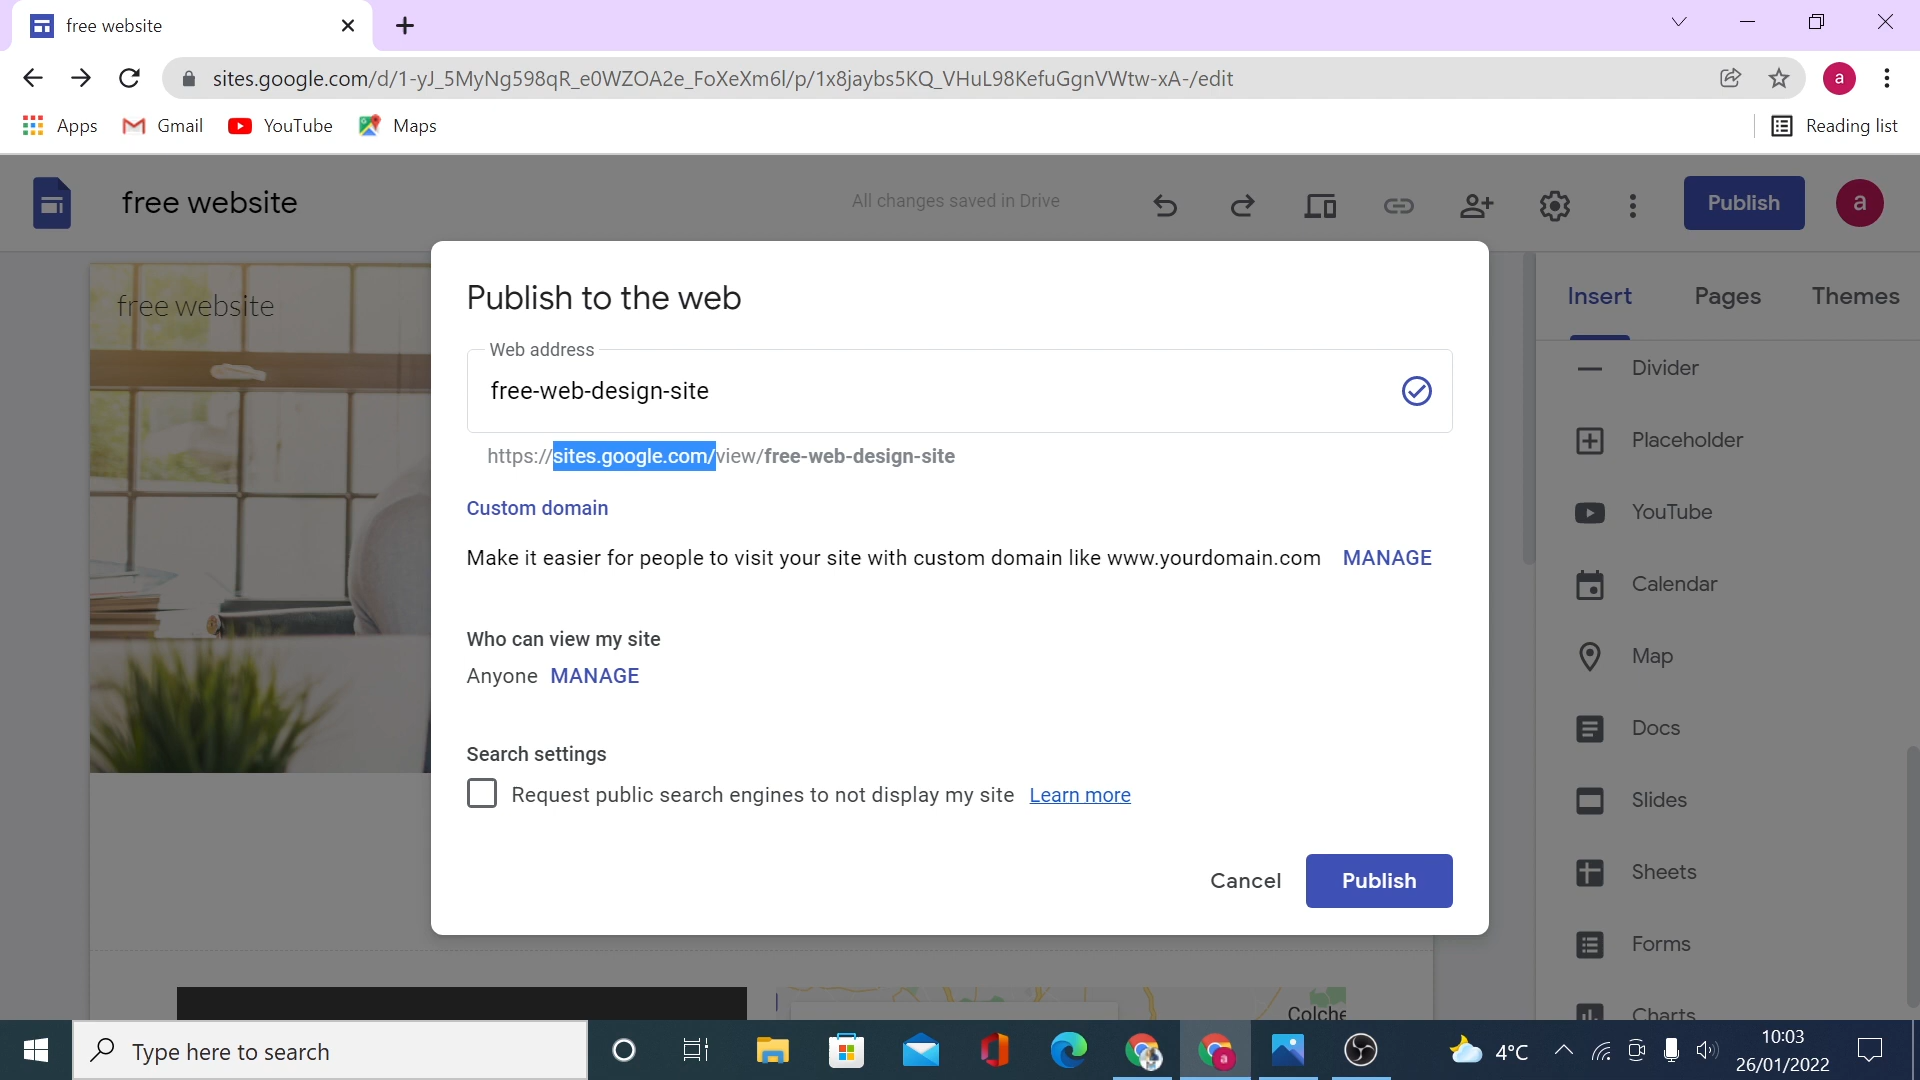 free website
sites.google.com/d/1-yJ_5MyNg598qR_e0WZOA2e_FoXeXm6l/p/1x8jaybs5KQ_VHuL98KefuGgnVWtw-xA-/edit
a
Apps
Gmail
YouTube
Maps
Reading list
free website
All changes saved in Drive
Publish
a
free website
Publish to the web
Web address
free-web-design-site
https://sites.google.com/view/free-web-design-site
Custom domain
Make it easier for people to visit your site with custom domain like www.yourdomain.com MANAGE
Who can view my site
Anyone MANAGE
Search settings
Request public search engines to not display my site Learn more
Cancel
Publish
Insert
Pages
Themes
Divider
Placeholder
YouTube
Calendar
Map
Docs
Slides
Sheets
Forms
Charts
Colche
Type here to search
a
4°C
10:03
26/01/2022